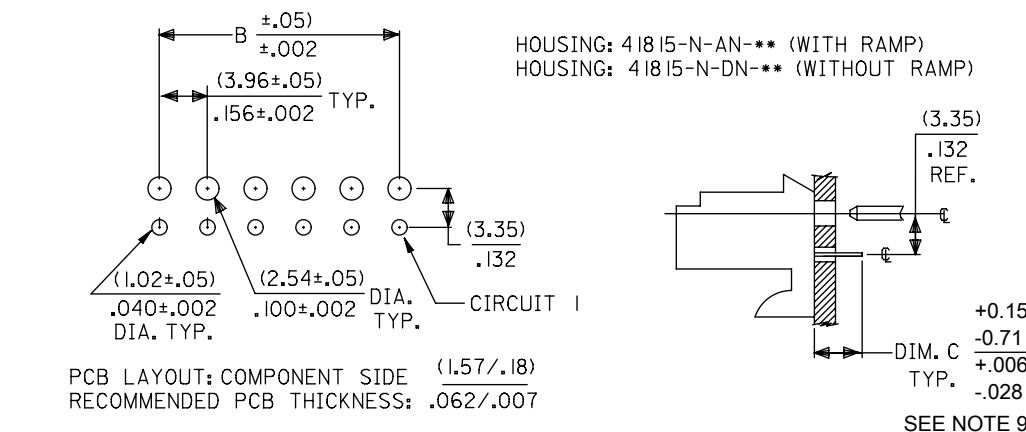 B ±.05)
±.002
(3.96±.05)
.156±.002 TYP.
HOUSING: 41815-N-AN-** (WITH RAMP)
HOUSING: 41815-N-DN-** (WITHOUT RAMP)
(3.35)
.132
REF.
℄
℄
(3.35)
.132
(1.02±.05)
.040±.002
DIA. TYP.
(2.54±.05)
.100±.002
DIA.
TYP.
CIRCUIT 1
DIM. C
TYP.
+0.15
-0.71
+.006
-.028
SEE NOTE 9
PCB LAYOUT: COMPONENT SIDE
RECOMMENDED PCB THICKNESS: (1.57/.18)
.062/.007